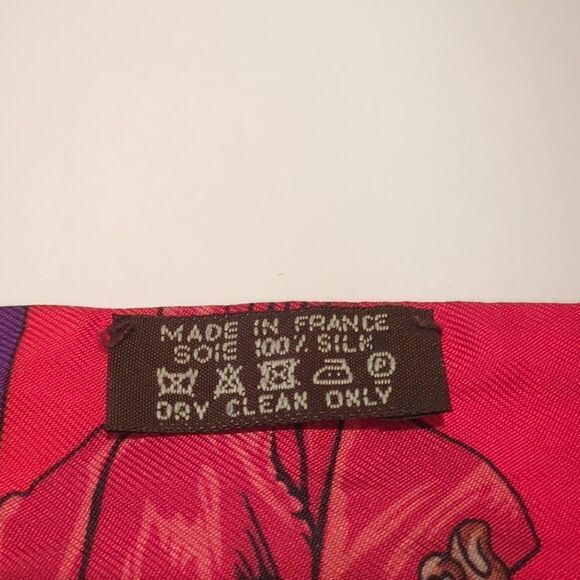 MADE IN FRANCE
SOIE 100% SILK
P
DRY CLEAN ONLY